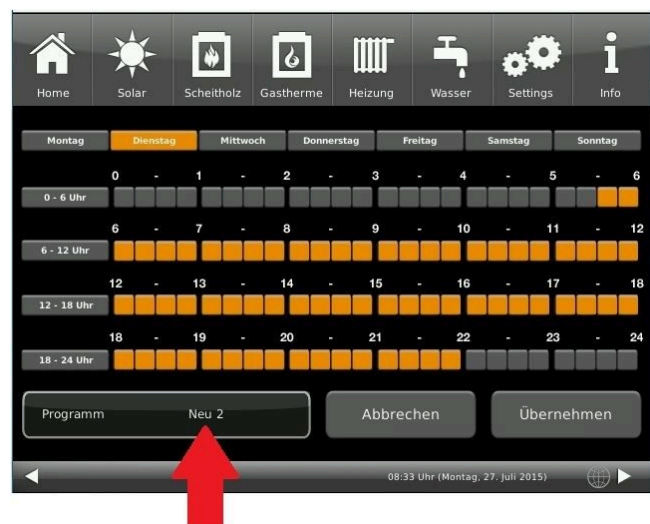 Home Solar Scheitholz Gastherme Heizung Wasser Settings Info
Montag Dienstag Mittwoch Donnerstag Freitag Samstag Sonntag
0 - 1 - 2 - 3 - 4 - 5 - 6
0 - 6 Uhr
6 - 7 - 8 - 9 - 10 - 11 - 12
6 - 12 Uhr
12 - 13 - 14 - 15 - 16 - 17 - 18
12 - 18 Uhr
18 - 19 - 20 - 21 - 22 - 23 - 24
18 - 24 Uhr
Programm Neu 2 Abbrechen Übernehmen
08:33 Uhr (Montag, 27. Juli 2015)